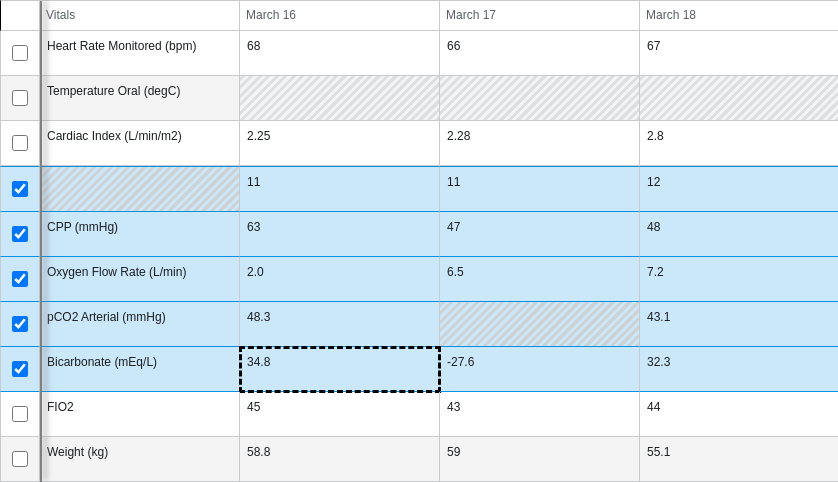 Vitals March 16 March 17 March 18
Heart Rate Monitored (bpm) 68 66 67
Temperature Oral (degC)
Cardiac Index (L/min/m2) 2.25 2.28 2.8
11 11 12
CPP (mmHg) 63 47 48
Oxygen Flow Rate (L/min) 2.0 6.5 7.2
pCO2 Arterial (mmHg) 48.3 43.1
Bicarbonate (mEq/L) 34.8 -27.6 32.3
FIO2 45 43 44
Weight (kg) 58.8 59 55.1